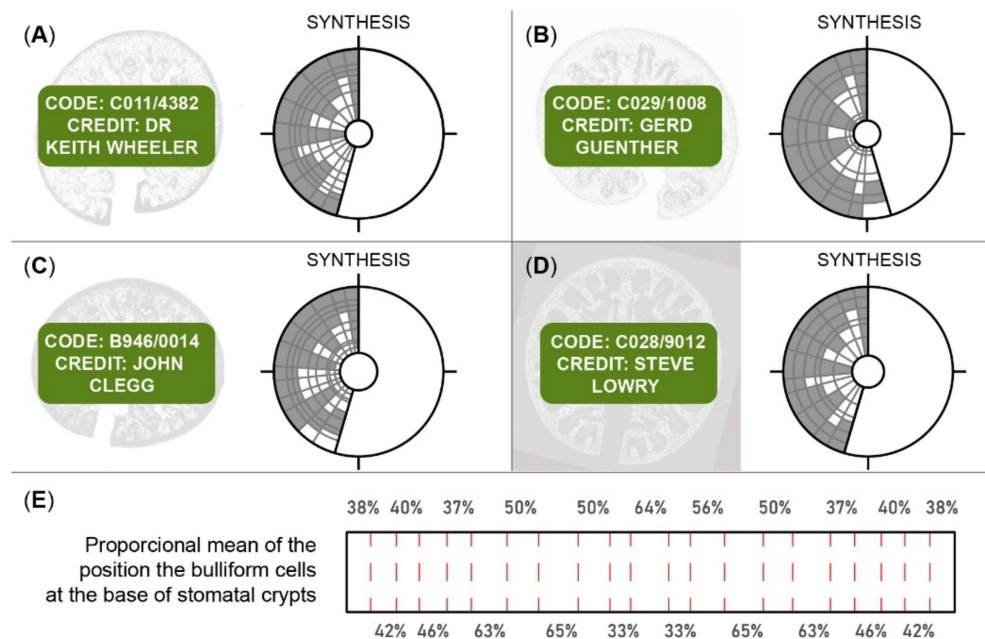 (A)
SYNTHESIS
CODE: C011/4382
CREDIT: DR
KEITH WHEELER
(B)
SYNTHESIS
CODE: C029/1008
CREDIT: GERD
GUENTHER
(C)
SYNTHESIS
CODE: B946/0014
CREDIT: JOHN
CLEGG
(D)
SYNTHESIS
CODE: C028/9012
CREDIT: STEVE
LOWRY
(E)
38% 40% 37% 50% 50% 64% 56% 50% 37% 40% 38%
Proporcional mean of the
position the bulliform cells
at the base of stomatal crypts
42% 46% 63% 65% 33% 33% 65% 63% 46% 42%